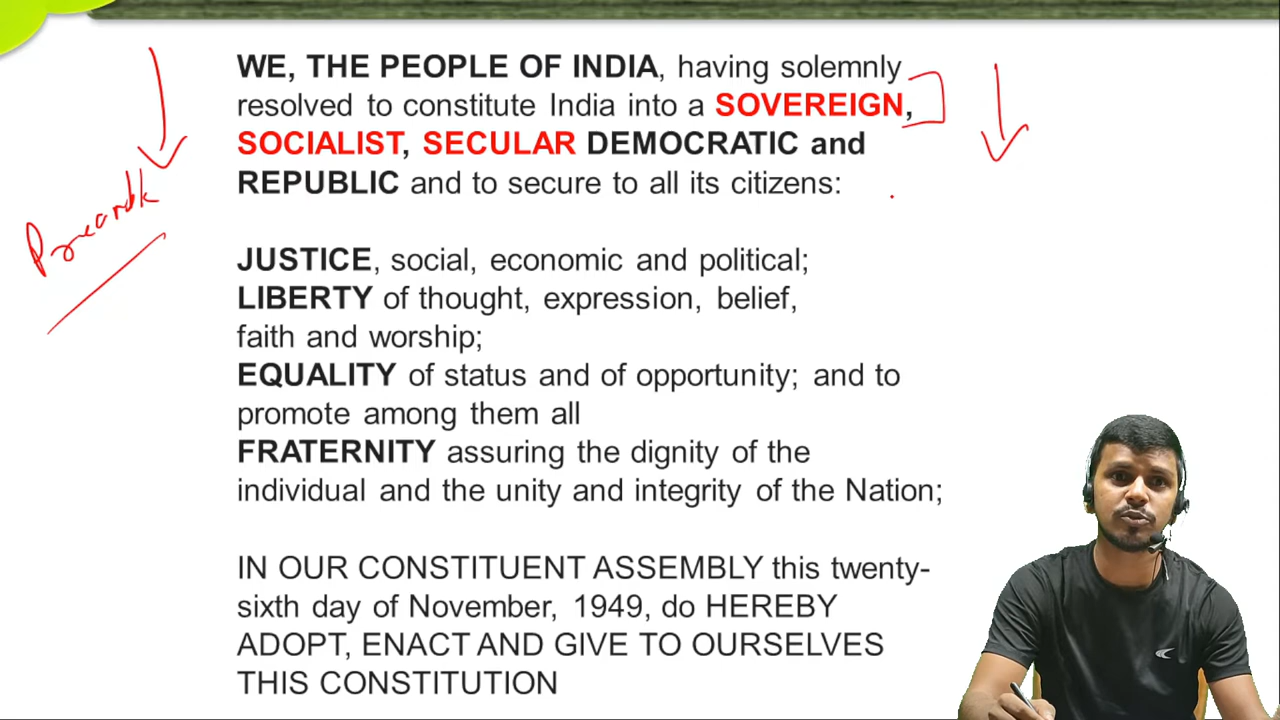 WE, THE PEOPLE OF INDIA, having solemnly
resolved to constitute India into a SOVEREIGN,
SOCIALIST, SECULAR DEMOCRATIC and
REPUBLIC and to secure to all its citizens:
JUSTICE, social, economic and political;
LIBERTY of thought, expression, belief,
faith and worship;
EQUALITY of status and of opportunity; and to
promote among them all
FRATERNITY assuring the dignity of the
individual and the unity and integrity of the Nation;
IN OUR CONSTITUENT ASSEMBLY this twenty-
sixth day of November, 1949, do HEREBY
ADOPT, ENACT AND GIVE TO OURSELVES
THIS CONSTITUTION